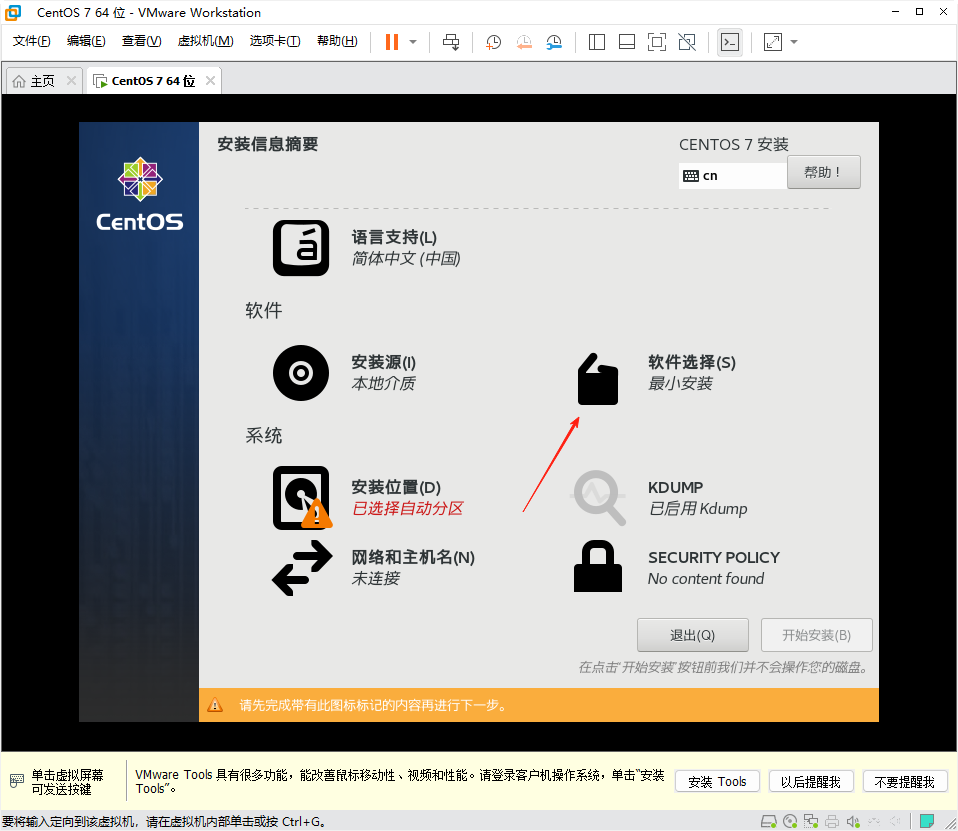 CentOS 7 64 位 - VMware Workstation
文件(F) 编辑(E) 查看(V) 虚拟机(M) 选项卡(T) 帮助(H)
主页 CentOS 7 64 位
安装信息摘要 CENTOS 7 安装
cn 帮助！
CentOS
语言支持(L)
简体中文 (中国)
软件
安装源(I) 软件选择(S)
本地介质 最小安装
系统
安装位置(D) KDUMP
已选择自动分区 已启用 Kdump
网络和主机名(N) SECURITY POLICY
未连接 No content found
退出(Q) 开始安装(B)
在点击"开始安装"按钮前我们并不会操作您的磁盘。
请先完成带有此图标标记的内容再进行下一步。
单击虚拟屏幕
可发送按键
VMware Tools 具有很多功能，能改善鼠标移动性、视频和性能。请登录客户机操作系统，单击“安装
Tools”。
安装 Tools 以后提醒我 不要提醒我
要将输入定向到该虚拟机，请在虚拟机内部单击或按 Ctrl+G。